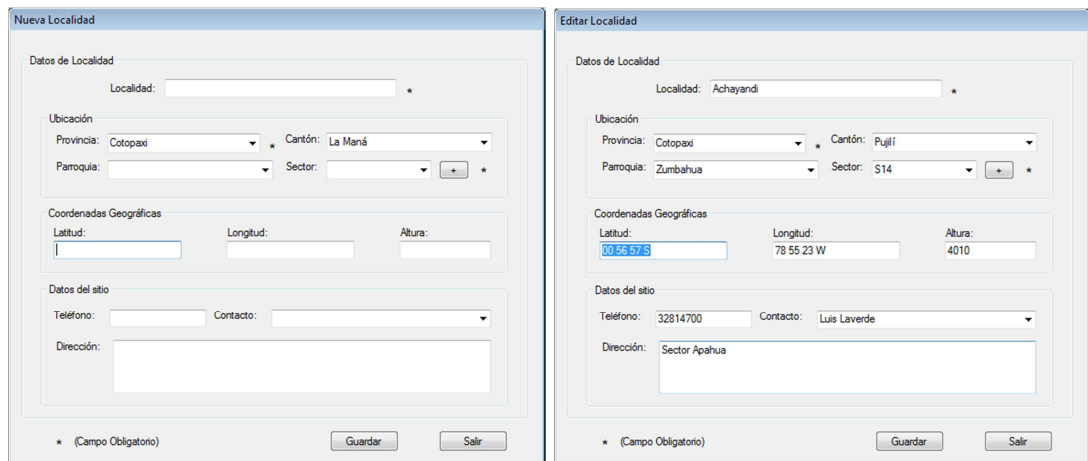 Nueva Localidad
Datos de Localidad
Localidad: *
Ubicación
Provincia: Cotopaxi * Cantón: La Maná
Parroquia: Sector: + *
Coordenadas Geográficas
Latitud: Longitud: Altura:
Datos del sitio
Teléfono: Contacto:
Dirección:
* (Campo Obligatorio) Guardar Salir
Editar Localidad
Datos de Localidad
Localidad: Achayandi *
Ubicación
Provincia: Cotopaxi * Cantón: Pujilí
Parroquia: Zumbahua Sector: S14 + *
Coordenadas Geográficas
Latitud: Longitud: Altura:
00 56 57 S 78 55 23 W 4010
Datos del sitio
Teléfono: 32814700 Contacto: Luis Laverde
Dirección: Sector Apahua
* (Campo Obligatorio) Guardar Salir